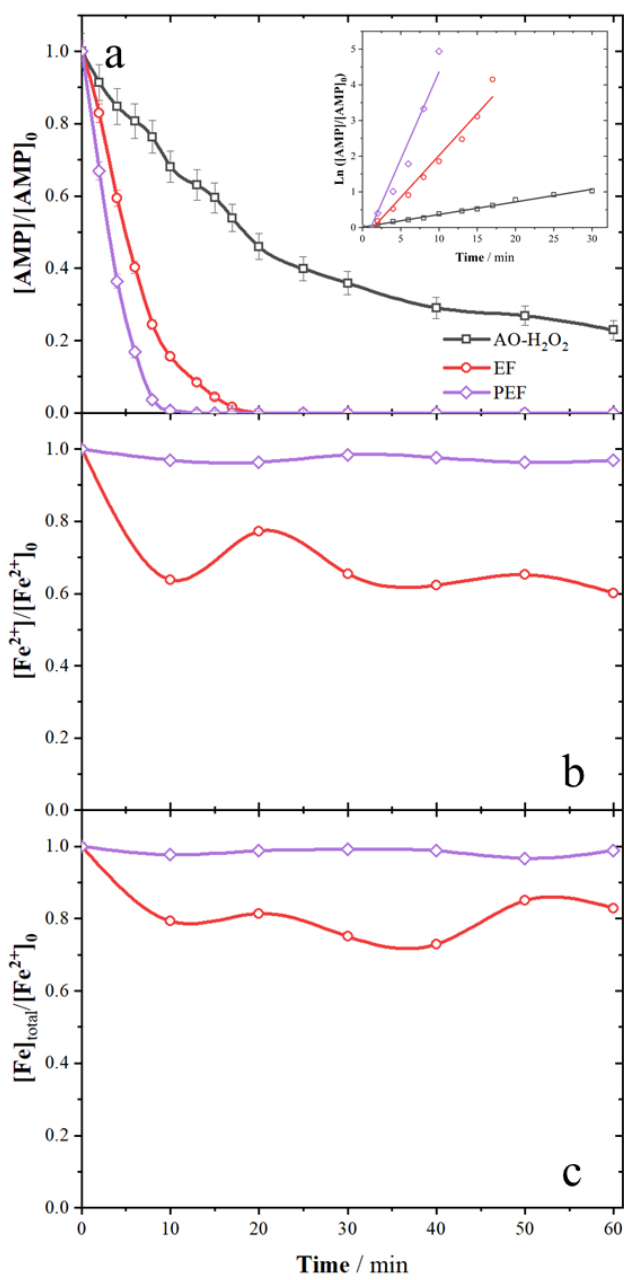 a
[AMP]/[AMP]₀
1.0
0.8
0.6
0.4
0.2
0.0
Ln ([AMP]/[AMP]₀)
5
4
3
2
1
0
0 5 10 15 20 25 30
Time / min
AO-H₂O₂
EF
PEF
b
[Fe²⁺]/[Fe²⁺]₀
1.0
0.8
0.6
0.4
0.2
0.0
c
[Fe]total/[Fe²⁺]₀
1.0
0.8
0.6
0.4
0.2
0.0
0 10 20 30 40 50 60
Time / min